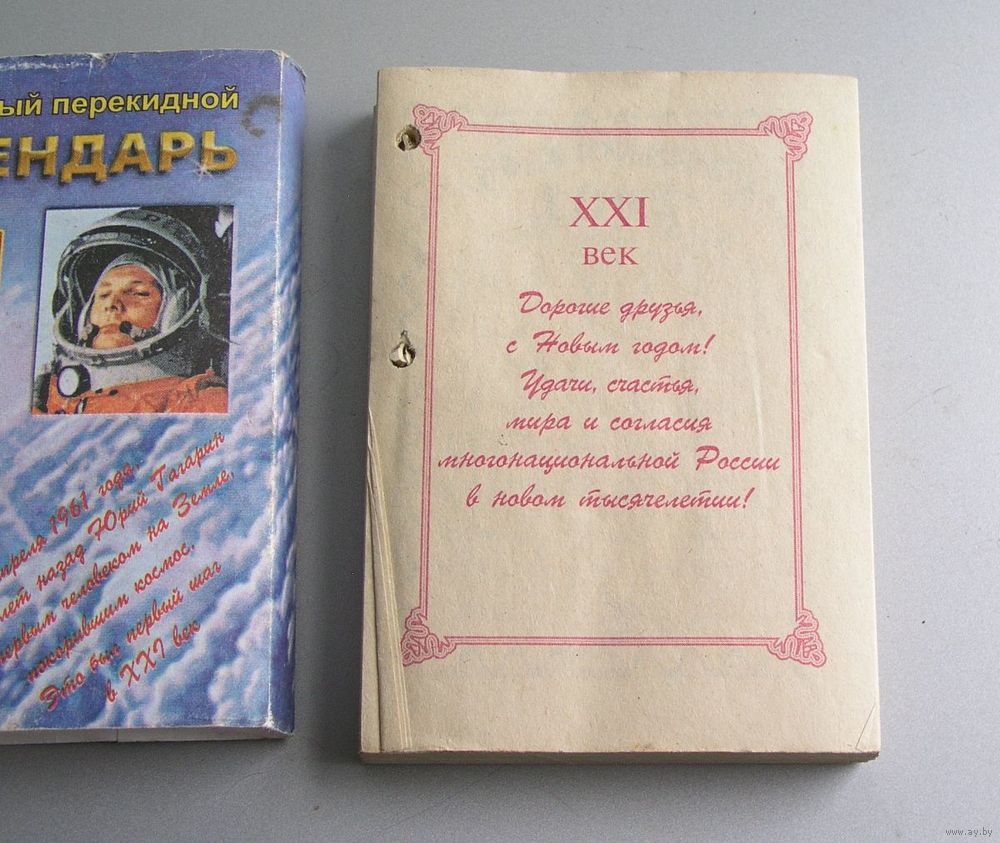 ый перекидной
ЕНДАРЬ
апреля 1961 года,
лет назад Юрий Гагарин
первым человеком на Земле,
покорившим космос.
Это был первый шаг
в XXI век
XXI
век
Дорогие друзья,
с Новым годом!
Удачи, счастья,
мира и согласия
многонациональной России
в новом тысячелетии!
www.ay.by